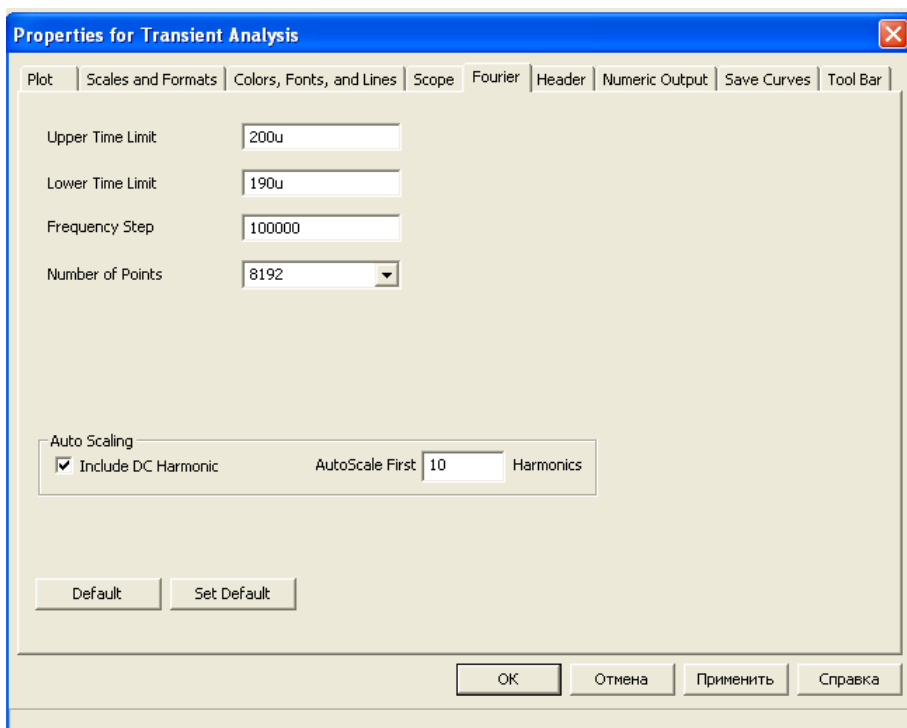 Properties for Transient Analysis
Plot Scales and Formats Colors, Fonts, and Lines Scope Fourier Header Numeric Output Save Curves Tool Bar
Upper Time Limit 200u
Lower Time Limit 190u
Frequency Step 100000
Number of Points 8192
Auto Scaling
Include DC Harmonic AutoScale First 10 Harmonics
Default Set Default
OK Отмена Применить Справка